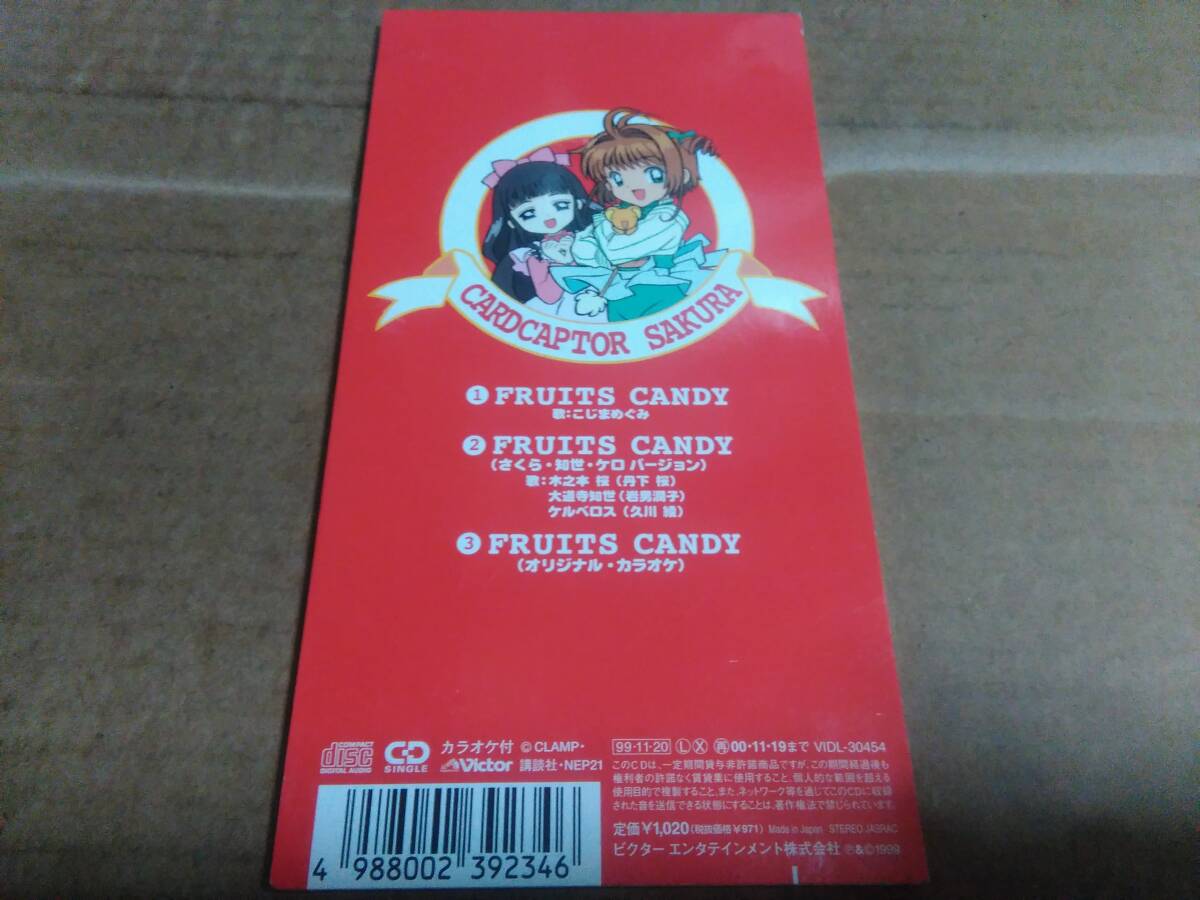 CARDCAPTOR SAKURA
❶ FRUITS CANDY
歌:こじまめぐみ
❷ FRUITS CANDY
(さくら・知世・ケロ バージョン)
歌:木之本 桜(丹下 桜)
大道寺知世(岩男潤子)
ケルベロス(久川 綾)
❸ FRUITS CANDY
(オリジナル・カラオケ)
COMPACT
disc
DIGITAL AUDIO
CD
SINGLE
カラオケ付
Victor
©CLAMP・
講談社・NEP21
99・11・20 Ⓛ Ⓧ ㊢00・11・19まで VIDL-30454
このCDは、一定期間貸与非許諾商品ですが、この期間経過後も
権利者の許諾なく賃貸業に使用すること、個人的な範囲を超える
使用目的で複製すること、また、ネットワーク等を通じてこのCDに収録
された音を送信できる状態にすることは、著作権法で禁じられています。
定価¥1,020(税抜価格¥971) Made in Japan STEREO JASRAC
ビクター エンタテインメント株式会社 ℗&©1999
4 988002 392346